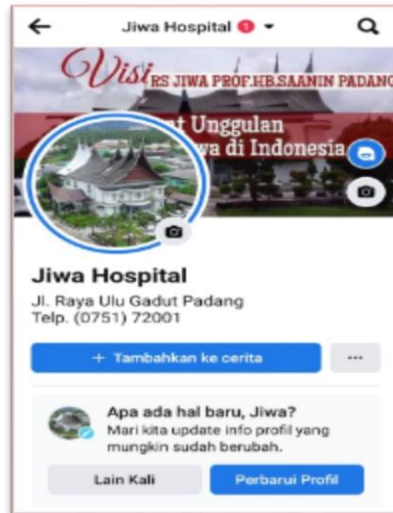 Jiwa Hospital 1
Visi RS JIWA PROF.HB.SAANIN PADANG
Unggulan
di Indonesia
Jiwa Hospital
Jl. Raya Ulu Gadut Padang
Telp. (0751) 72001
+ Tambahkan ke cerita
Apa ada hal baru, Jiwa?
Mari kita update info profil yang
mungkin sudah berubah.
Lain Kali
Perbarui Profil